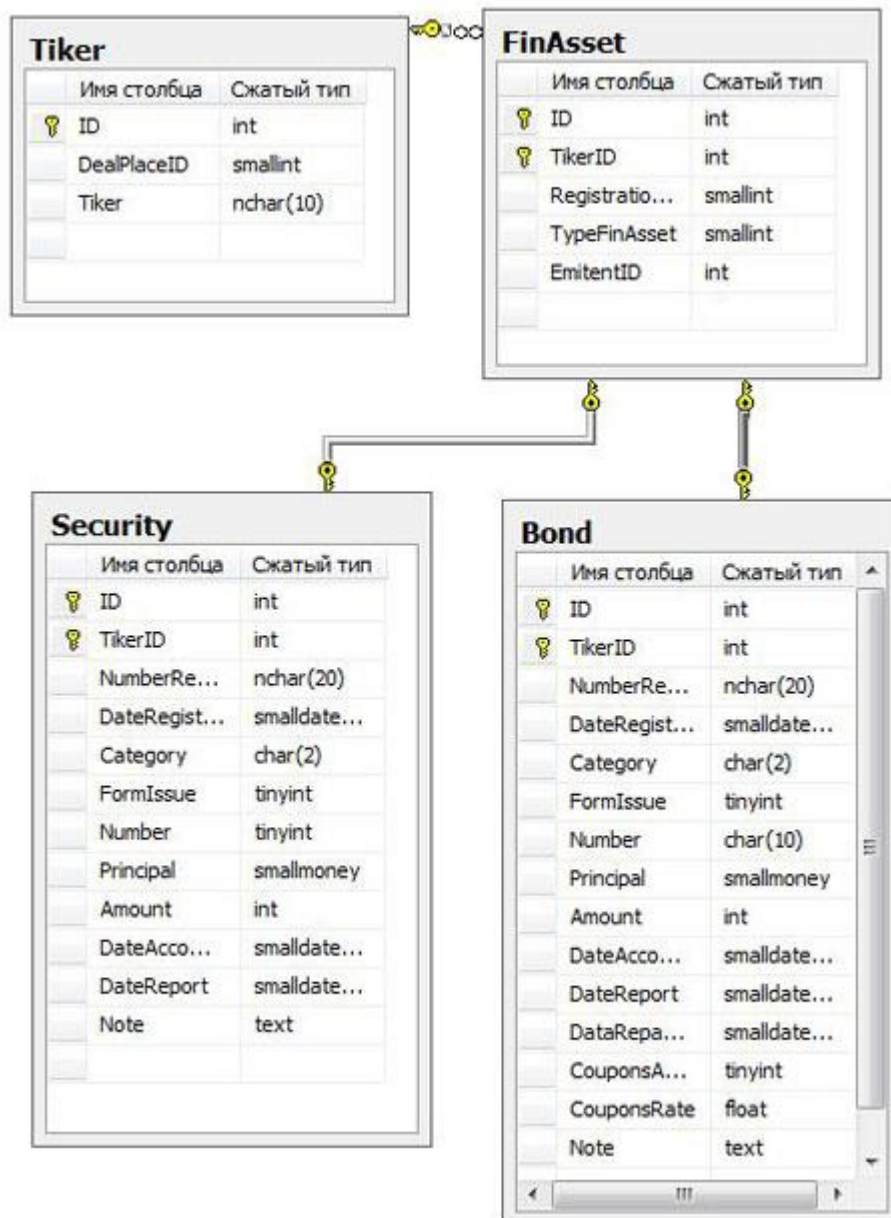 Tiker
Имя столбца Сжатый тип
ID int
DealPlaceID smallint
Tiker nchar(10)
FinAsset
Имя столбца Сжатый тип
ID int
TikerID int
Registratio... smallint
TypeFinAsset smallint
EmitentID int
Security
Имя столбца Сжатый тип
ID int
TikerID int
NumberRe... nchar(20)
DateRegist... smalldate...
Category char(2)
FormIssue tinyint
Number tinyint
Principal smallmoney
Amount int
DateAcco... smalldate...
DateReport smalldate...
Note text
Bond
Имя столбца Сжатый тип
ID int
TikerID int
NumberRe... nchar(20)
DateRegist... smalldate...
Category char(2)
FormIssue tinyint
Number char(10)
Principal smallmoney
Amount int
DateAcco... smalldate...
DateReport smalldate...
DataRepa... smalldate...
CouponsA... tinyint
CouponsRate float
Note text